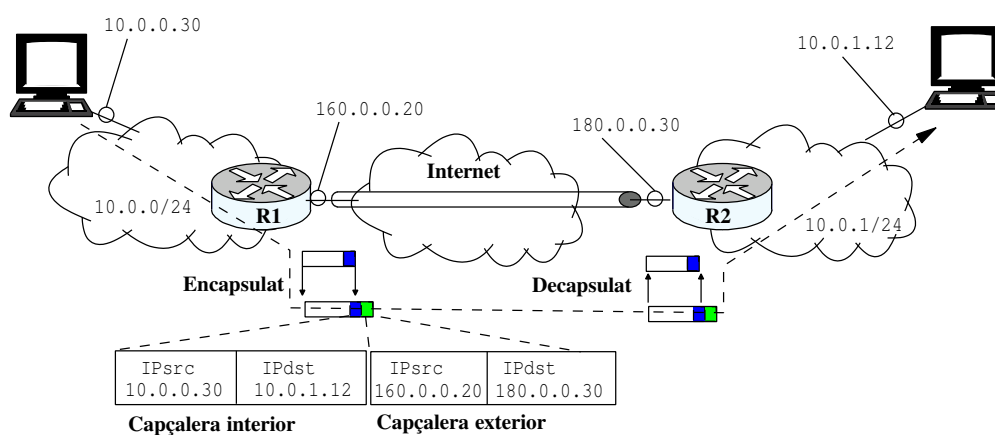 10.0.0.30
10.0.1.12
160.0.0.20
180.0.0.30
Internet
10.0.0/24
R1
R2
10.0.1/24
Encapsulat
Decapsulat
IPsrc
10.0.0.30
IPdst
10.0.1.12
IPsrc
160.0.0.20
IPdst
180.0.0.30
Capçalera interior
Capçalera exterior